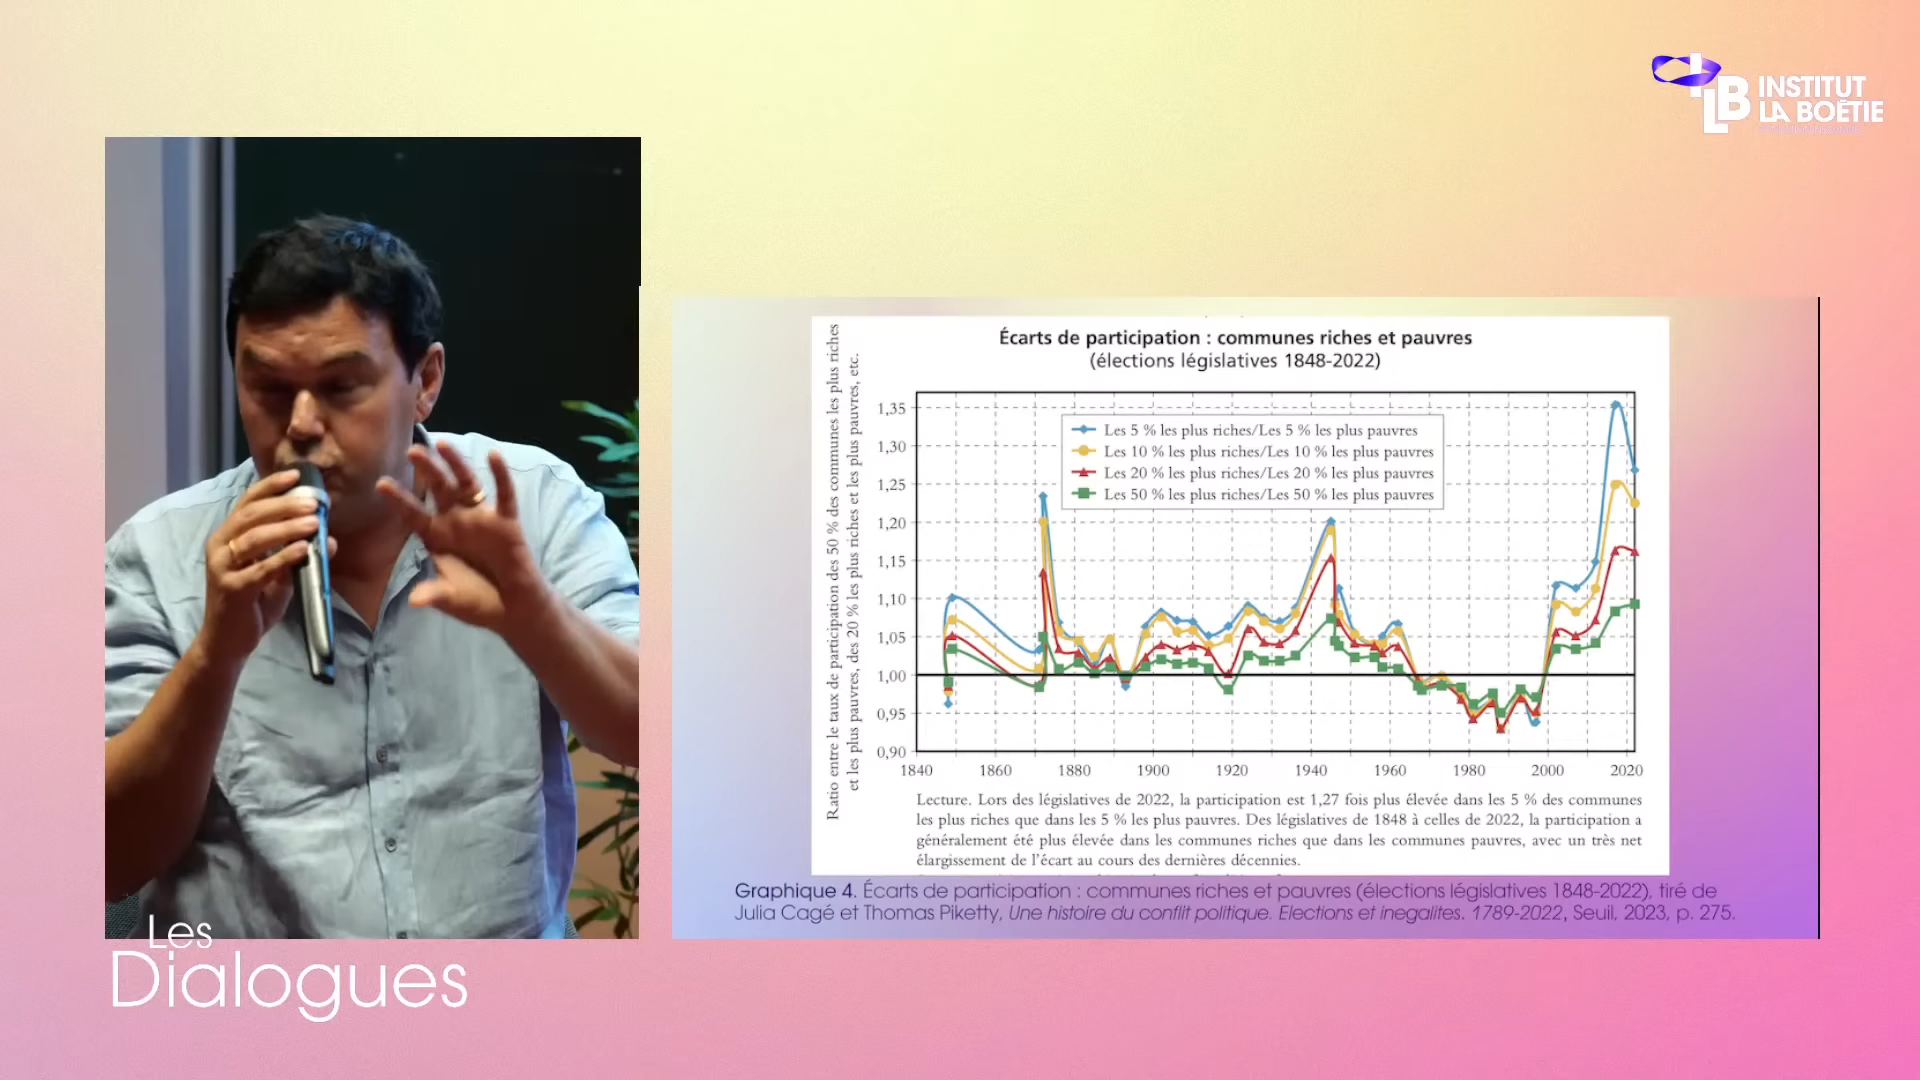 INSTITUT
LA BOÉTIE
Écarts de participation : communes riches et pauvres
(élections législatives 1848-2022)
Ratio entre le taux de participation des 50 % des communes les plus riches
et les plus pauvres, des 20 % les plus riches et les plus pauvres, etc.
1,35
1,30
1,25
1,20
1,15
1,10
1,05
1,00
0,95
0,90
Les 5 % les plus riches/Les 5 % les plus pauvres
Les 10 % les plus riches/Les 10 % les plus pauvres
Les 20 % les plus riches/Les 20 % les plus pauvres
Les 50 % les plus riches/Les 50 % les plus pauvres
1840 1860 1880 1900 1920 1940 1960 1980 2000 2020
Lecture. Lors des législatives de 2022, la participation est 1,27 fois plus élevée dans les 5 % des communes
les plus riches que dans les 5 % les plus pauvres. Des législatives de 1848 à celles de 2022, la participation a
généralement été plus élevée dans les communes riches que dans les communes pauvres, avec un très net
élargissement de l'écart au cours des dernières décennies.
Graphique 4. Écarts de participation : communes riches et pauvres (élections législatives 1848-2022), tiré de
Julia Cagé et Thomas Piketty, Une histoire du conflit politique. Elections et inegalites. 1789-2022, Seuil, 2023, p. 275.
Les
Dialogues